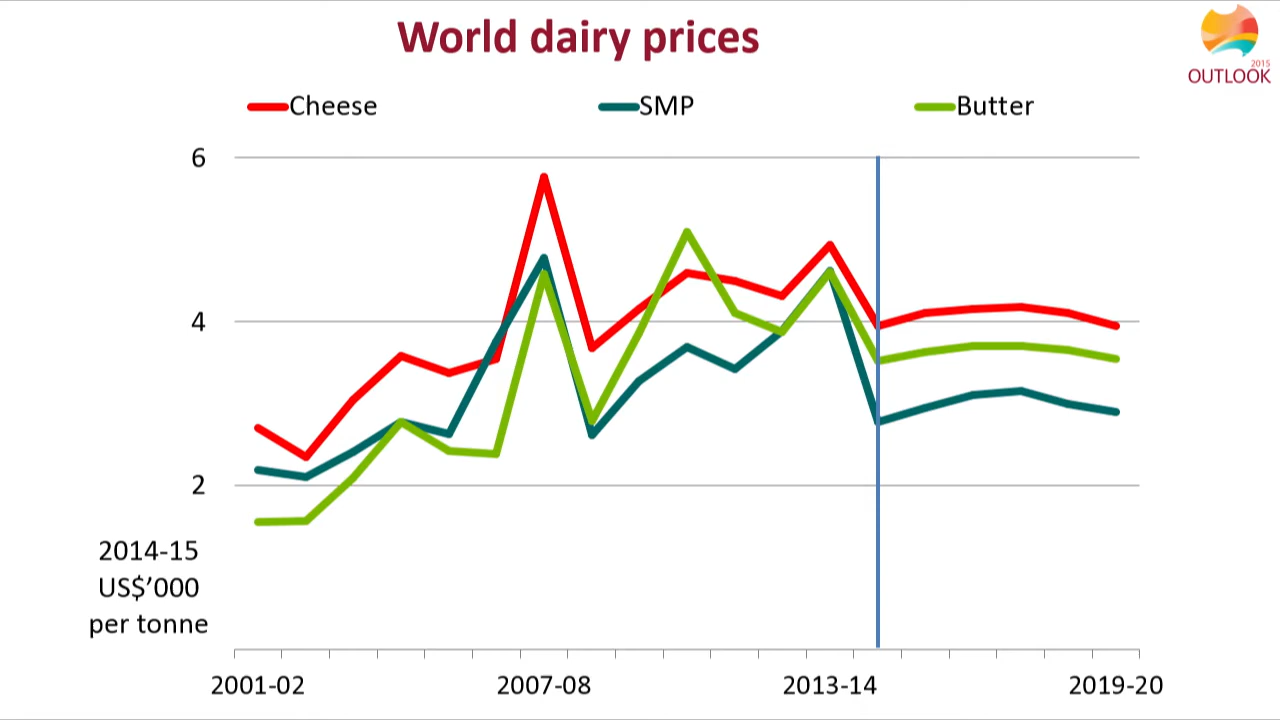 World dairy prices
2015
OUTLOOK
Cheese
SMP
Butter
6
4
2
2014-15
US$’000
per tonne
2001-02
2007-08
2013-14
2019-20